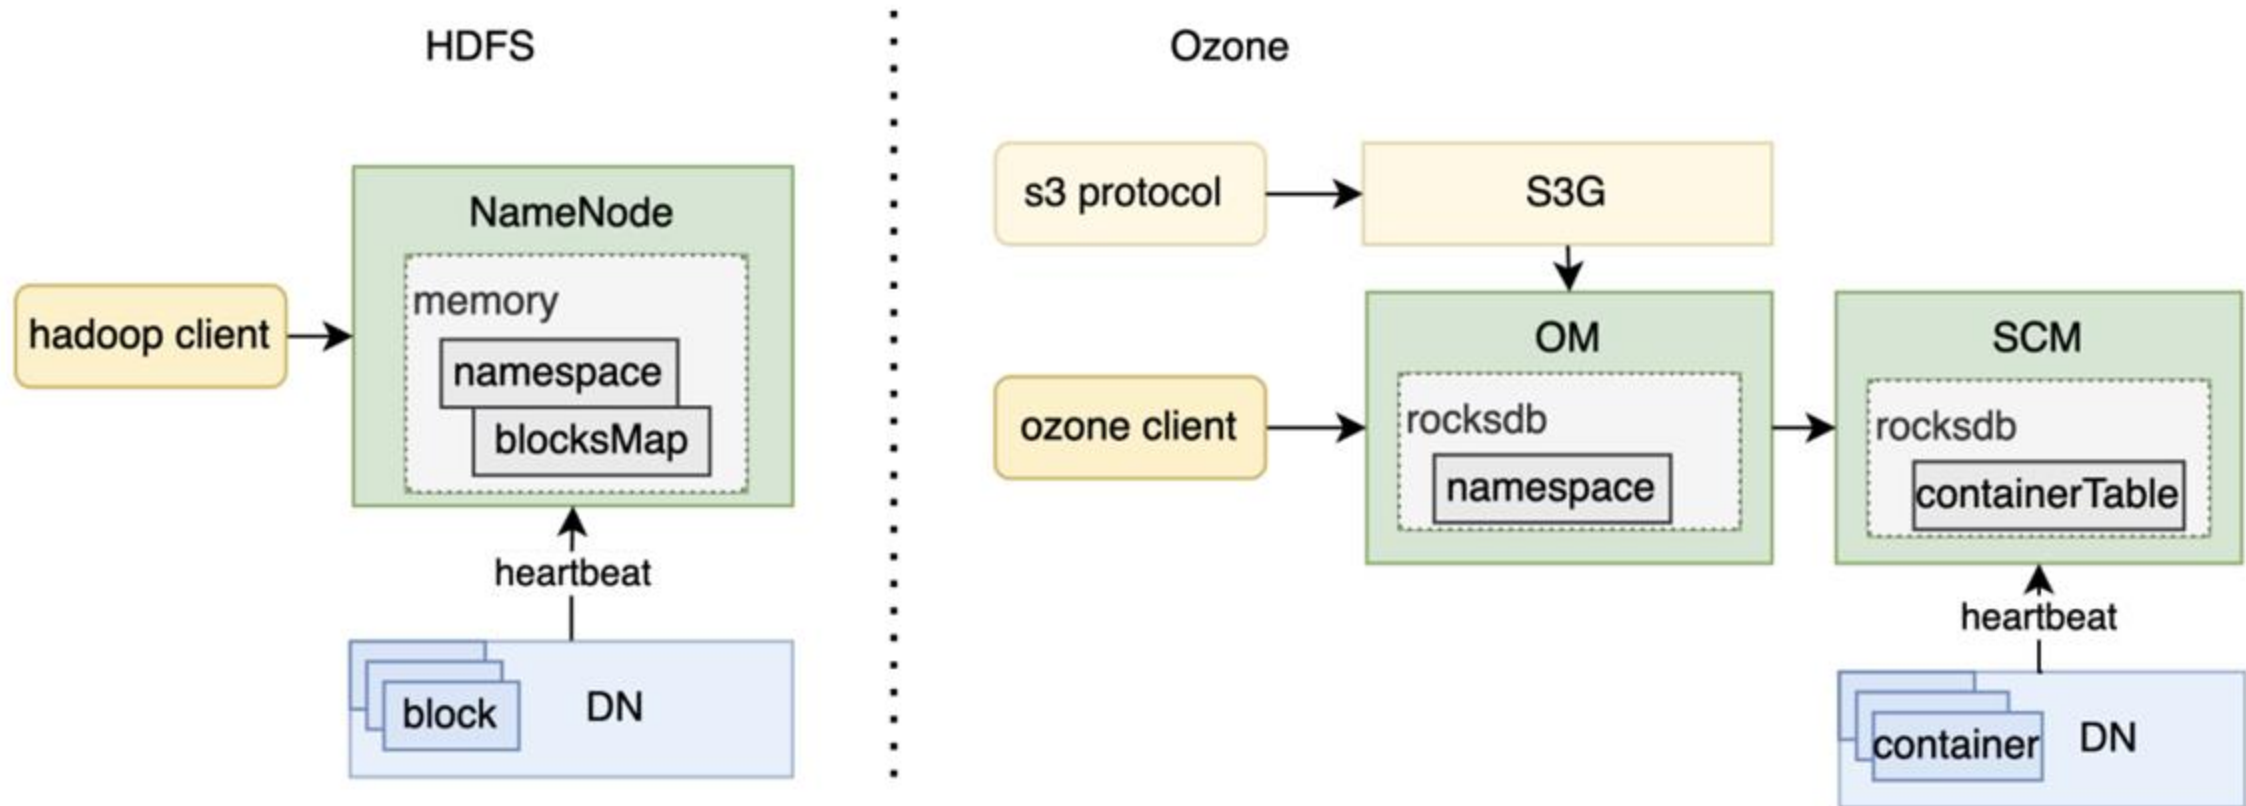 HDFS
NameNode
memory
hadoop client
namespace
blocksMap
heartbeat
block
DN
Ozone
s3 protocol
S3G
OM
SCM
ozone client
rocksdb
namespace
rocksdb
containerTable
heartbeat
container
DN